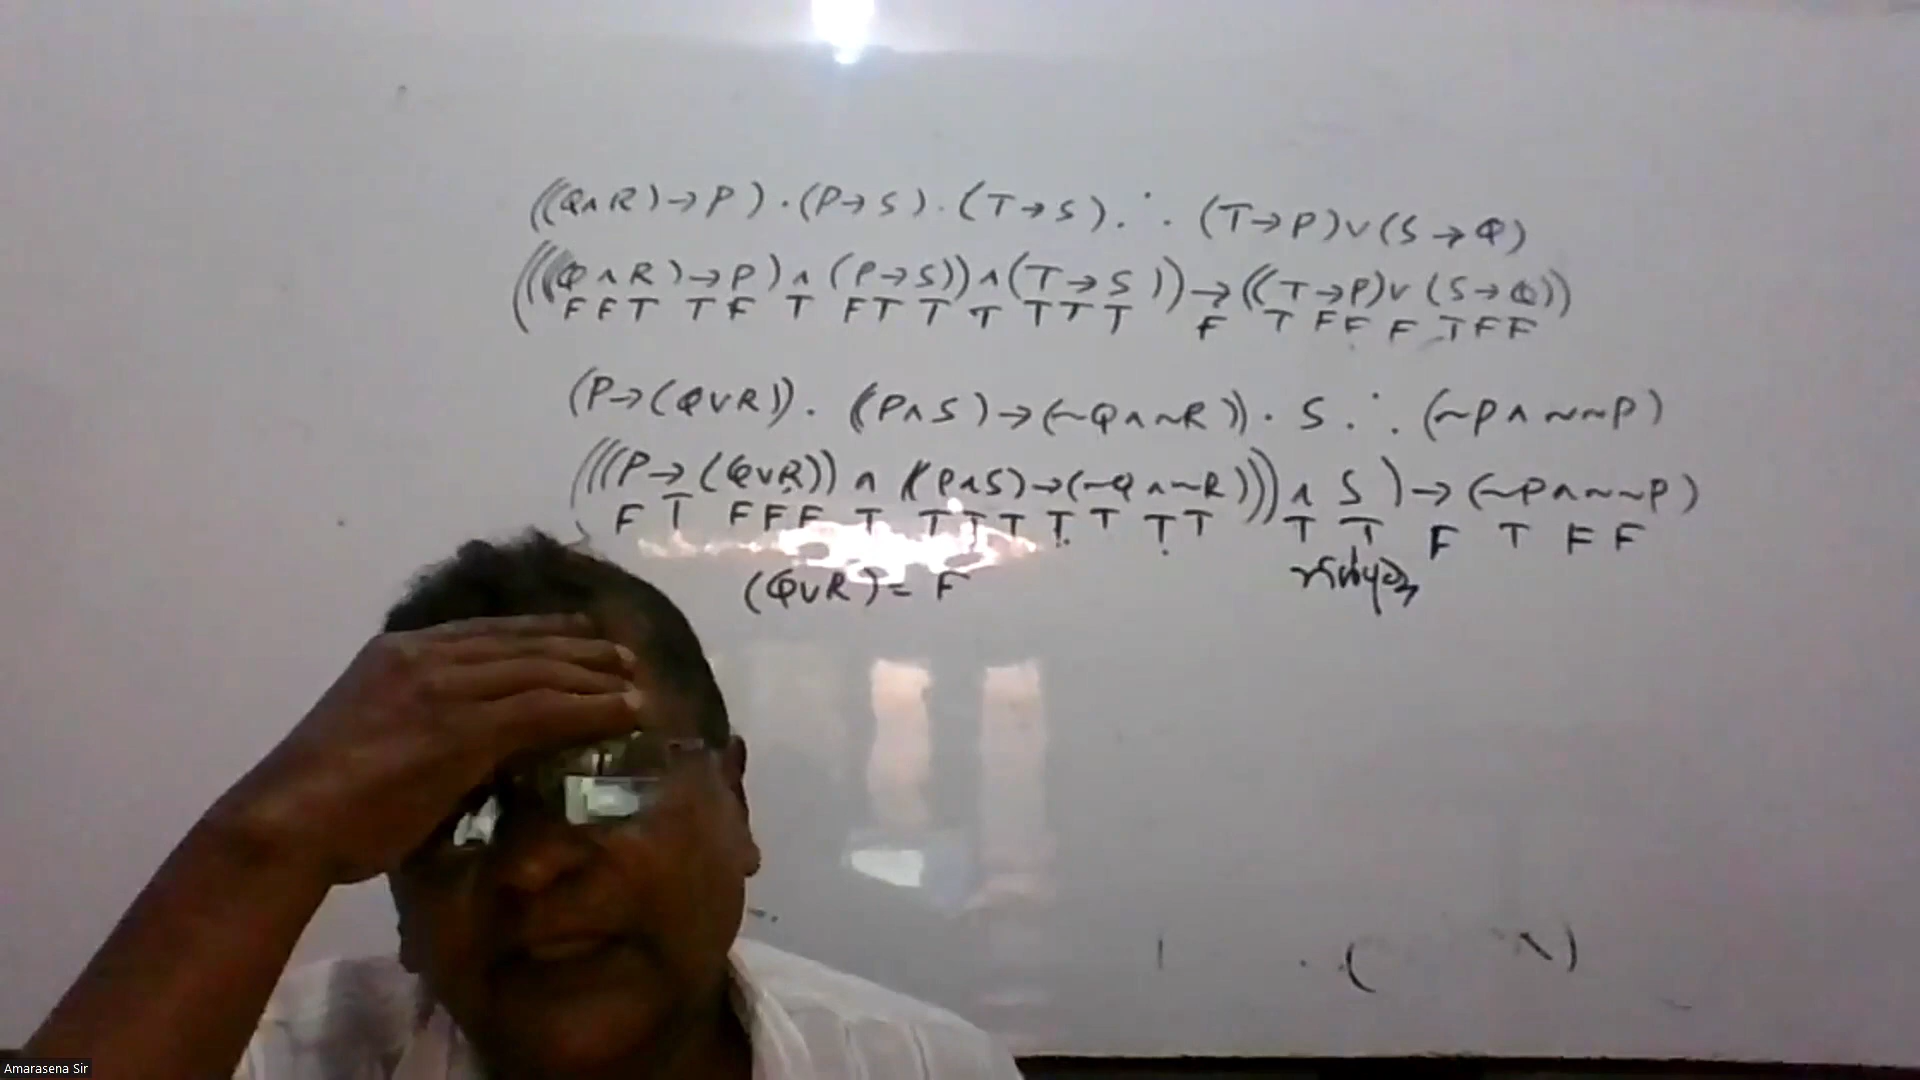 ((Q∧R)→P).(P→S).(T→S).∴(T→P)∨(S→Q)
(((Q∧R)→P)∧(P→S))∧(T→S))→((T→P)∨(S→Q))
F F T T F T F T T T T T T F T F F F T F F
(P→(Q∨R)).((P∧S)→(~Q∧~R)).S.∴(~P∧~~P)
(((P→(Q∨R))∧((P∧S)→(~Q∧~R)))∧S)→(~P∧~~P)
F T F F F T T T T T T T T T T F T F F
(Q∨R)= F
Amarasena Sir